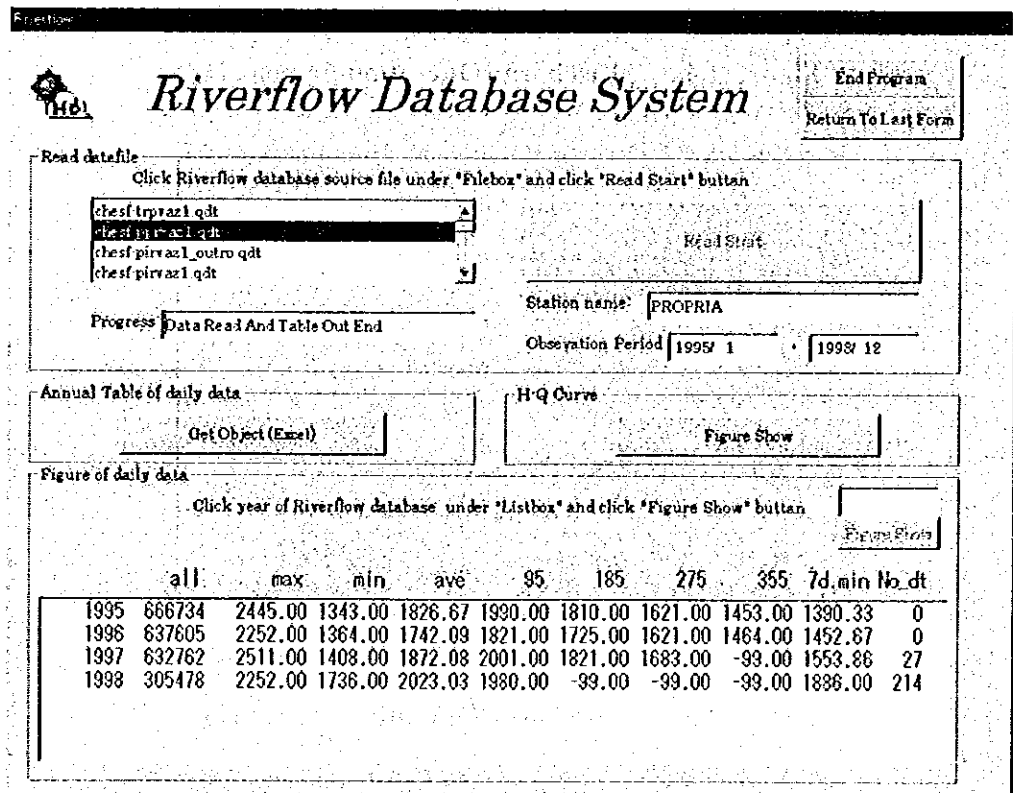 Riverflow Database System
End Program
Return To Last Form
Read datafile
Click Riverflow database source file under "Filebox" and click "Read Start" buttan
chesf-trpvaz1.qdt
chesf-pirvaz1_outro.qdt
chesf-pirvaz1.qdt
Read Start
Progress Data Read And Table Out End
Station name: PROPRIA
Obsevation Period 1995/ 1 - 1998/ 12
Annual Table of daily data
Get Object (Excel)
H-Q Curve
Figure Show
Figure of daily data
Click year of Riverflow database under "Listbox" and click "Figure Show" buttan
Figure Show
all max min ave 95 185 275 355 7d.min No_dt
1995 666734 2445.00 1343.00 1826.67 1990.00 1810.00 1621.00 1453.00 1390.33 0
1996 637605 2252.00 1364.00 1742.09 1821.00 1725.00 1621.00 1464.00 1452.67 0
1997 632762 2511.00 1408.00 1872.08 2001.00 1821.00 1683.00 -99.00 1553.86 27
1998 305478 2252.00 1736.00 2023.03 1980.00 -99.00 -99.00 -99.00 1886.00 214